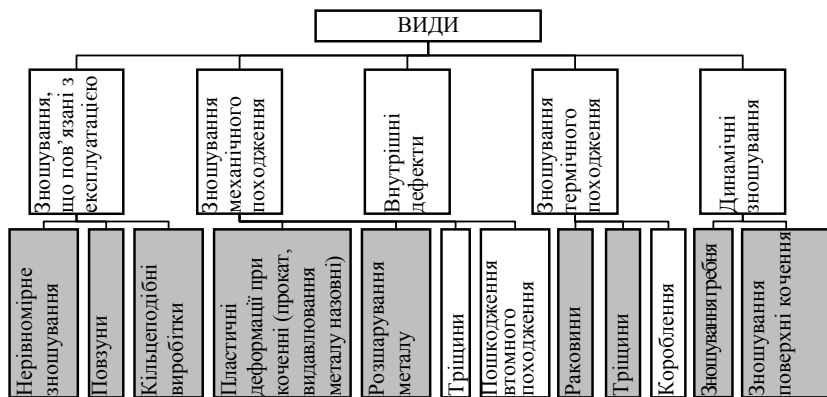 ВИДИ
Зношування,
що пов’язані з
експлуатацією
Зношування
механічного
походження
Внутрішні
дефекти
Зношування
термічного
походження
Динамічні
зношування
Нерівномірне
зношування
Повзуни
Кільцеподібні
виробітки
Пластичні
деформації при
коченні (прокат,
видавлювання
металу назовні)
Розшарування
металу
Тріщини
Пошкодження
втомного
походження
Раковини
Тріщини
Короблення
Зношування гребня
Зношування
поверхні кочення